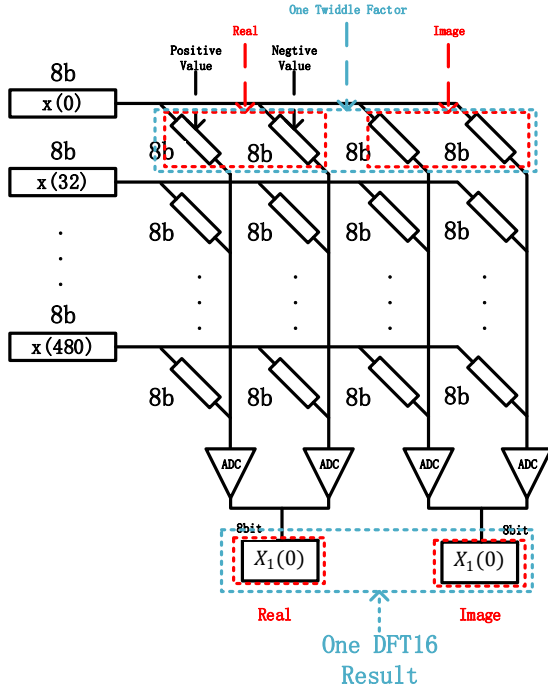 One Twiddle Factor
Positive
Value
Real
Negtive
Value
Image
8b
x(0)
8b
8b
8b
8b
8b
x(32)
8b
8b
8b
8b
8b
x(480)
8b
8b
8b
8b
ADC
ADC
ADC
ADC
8bit
8bit
X₁(0)
X₁(0)
Real
Image
One DFT16
Result